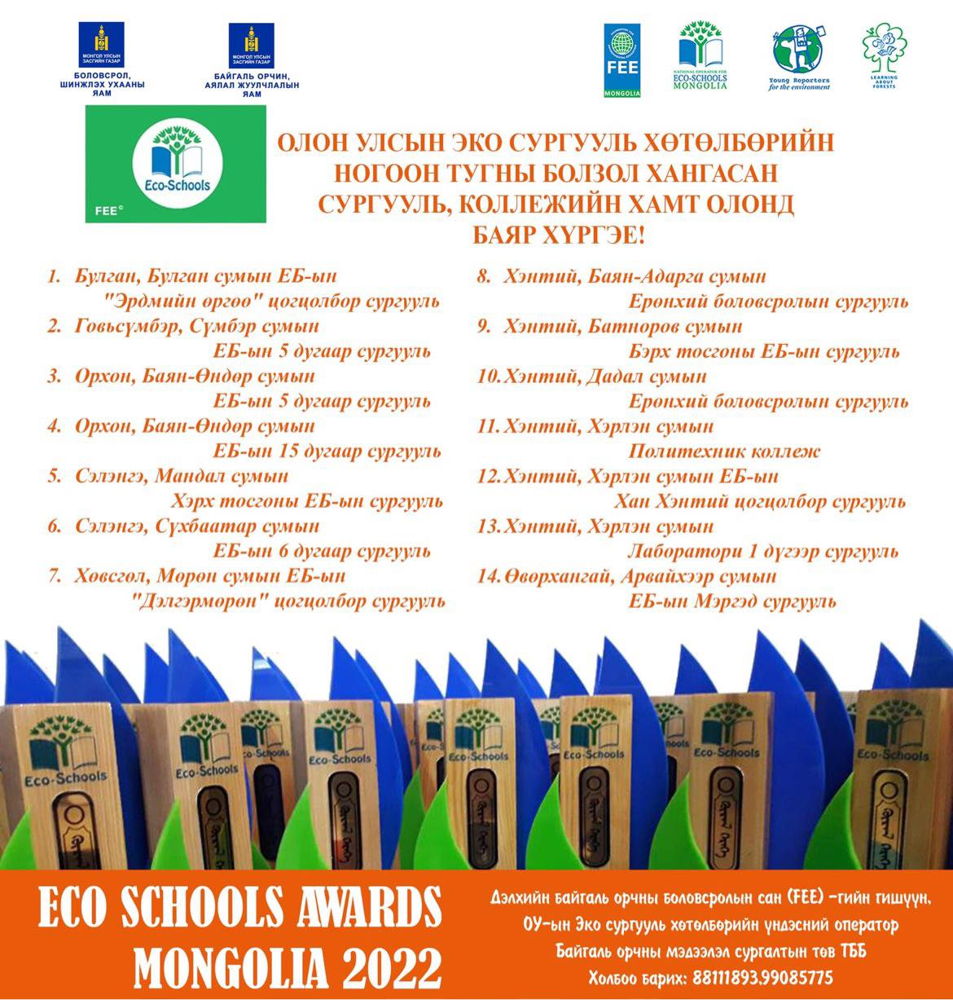 МОНГОЛ УЛСЫН
ЗАСГИЙН ГАЗАР
БОЛОВСРОЛ,
ШИНЖЛЭХ УХААНЫ
ЯАМ
МОНГОЛ УЛСЫН
ЗАСГИЙН ГАЗАР
БАЙГАЛЬ ОРЧИН,
АЯЛАЛ ЖУУЛЧЛАЛЫН
ЯАМ
FEE
MONGOLIA
NATIONAL OPERATOR FOR
ECO-SCHOOLS
MONGOLIA
Young Reporters
for the environment
LEARNING
ABOUT
FORESTS
Eco-Schools
FEE©
ОЛОН УЛСЫН ЭКО СУРГУУЛЬ ХӨТӨЛБӨРИЙН
НОГООН ТУГНЫ БОЛЗОЛ ХАНГАСАН
СУРГУУЛЬ, КОЛЛЕЖИЙН ХАМТ ОЛОНД
БАЯР ХҮРГЭЕ!
1. Булган, Булган сумын ЕБ-ын
"Эрдмийн өргөө" цогцолбор сургууль
2. Говьсүмбэр, Сүмбэр сумын
ЕБ-ын 5 дугаар сургууль
3. Орхон, Баян-Өндөр сумын
ЕБ-ын 5 дугаар сургууль
4. Орхон, Баян-Өндөр сумын
ЕБ-ын 15 дугаар сургууль
5. Сэлэнгэ, Мандал сумын
Хэрх тосгоны ЕБ-ын сургууль
6. Сэлэнгэ, Сүхбаатар сумын
ЕБ-ын 6 дугаар сургууль
7. Хөвсгөл, Мөрөн сумын ЕБ-ын
"Дэлгэрмөрөн" цогцолбор сургууль
8. Хэнтий, Баян-Адарга сумын
Ерөнхий боловсролын сургууль
9. Хэнтий, Батноров сумын
Бэрх тосгоны ЕБ-ын сургууль
10. Хэнтий, Дадал сумын
Ерөнхий боловсролын сургууль
11. Хэнтий, Хэрлэн сумын
Политехник коллеж
12. Хэнтий, Хэрлэн сумын ЕБ-ын
Хан Хэнтий цогцолбор сургууль
13. Хэнтий, Хэрлэн сумын
Лаборатори 1 дүгээр сургууль
14. Өвөрхангай, Арвайхээр сумын
ЕБ-ын Мэргэд сургууль
Eco-Schools
Eco-Schools
co-Schools
Eco-Schools
Eco-S
Eco-Schools
Eco-Schools
Schools
Eco-Schools
Eco-Schools
ECO SCHOOLS AWARDS
MONGOLIA 2022
Дэлхийн байгаль орчны боловсролын сан (FEE) -гийн гишүүн,
ОУ-ын Эко сургууль хөтөлбөрийн үндэсний оператор
Байгаль орчны мэдээлэл сургалтын төв ТББ
Холбоо барих: 88111893,99085775